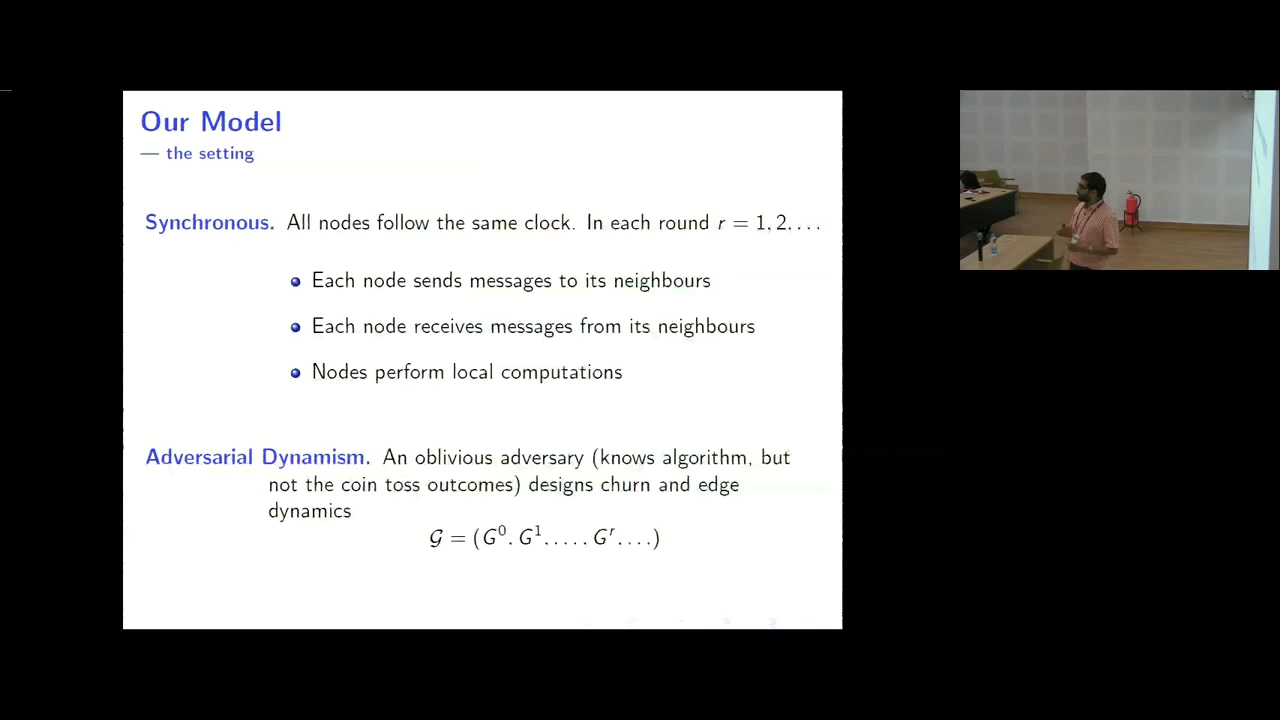 Our Model
— the setting
Synchronous. All nodes follow the same clock. In each round r = 1, 2, . . .
Each node sends messages to its neighbours
Each node receives messages from its neighbours
Nodes perform local computations
Adversarial Dynamism. An oblivious adversary (knows algorithm, but
not the coin toss outcomes) designs churn and edge
dynamics
𝒢 = (G⁰, G¹, . . . , Gʳ, . . .)